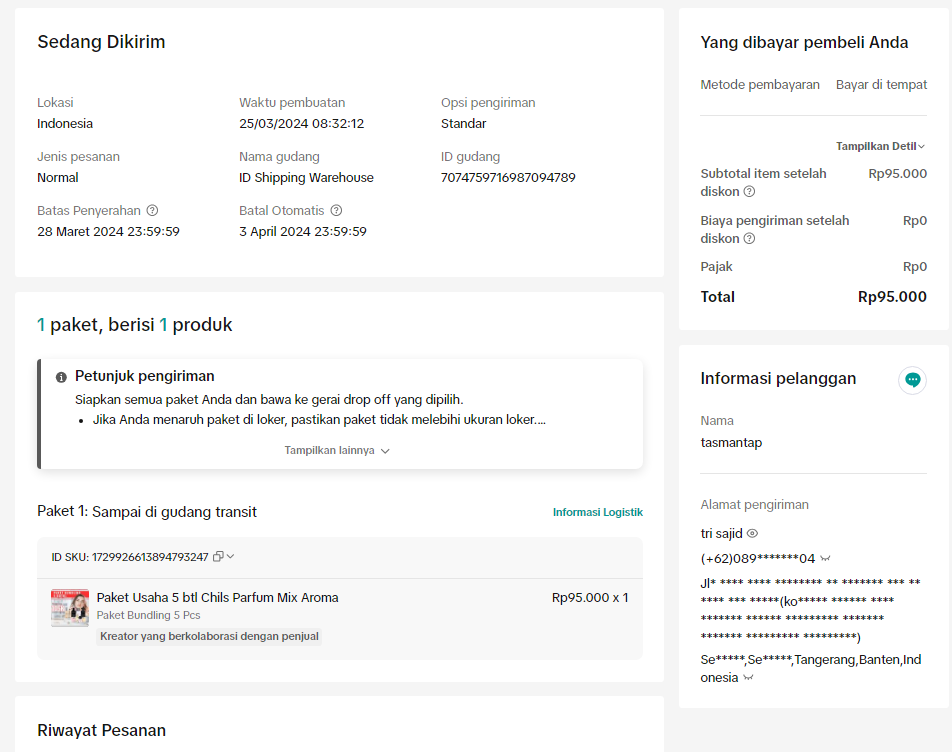 Sedang Dikirim
Lokasi
Indonesia
Waktu pembuatan
25/03/2024 08:32:12
Opsi pengiriman
Standar
Jenis pesanan
Normal
Nama gudang
ID Shipping Warehouse
ID gudang
7074759716987094789
Batas Penyerahan
28 Maret 2024 23:59:59
Batal Otomatis
3 April 2024 23:59:59
1 paket, berisi 1 produk
Petunjuk pengiriman
Siapkan semua paket Anda dan bawa ke gerai drop off yang dipilih.
• Jika Anda menaruh paket di loker, pastikan paket tidak melebihi ukuran loker....
Tampilkan lainnya
Paket 1: Sampai di gudang transit
Informasi Logistik
ID SKU: 1729926613894793247
Paket Usaha 5 btl Chils Parfum Mix Aroma
Rp95.000 x 1
Paket Bundling 5 Pcs
Kreator yang berkolaborasi dengan penjual
Riwayat Pesanan
Yang dibayar pembeli Anda
Metode pembayaran Bayar di tempat
Tampilkan Detil
Subtotal item setelah Rp95.000
diskon
Biaya pengiriman setelah Rp0
diskon
Pajak Rp0
Total Rp95.000
Informasi pelanggan
Nama
tasmantap
Alamat pengiriman
tri sajid
(+62)089*******04
Jl* **** **** ******** ** ******* *** **
**** *** *****(ko***** ****** ****
******* ****** ********* *******
******* ********* *********)
Se*****,Se*****,Tangerang,Banten,Ind
onesia